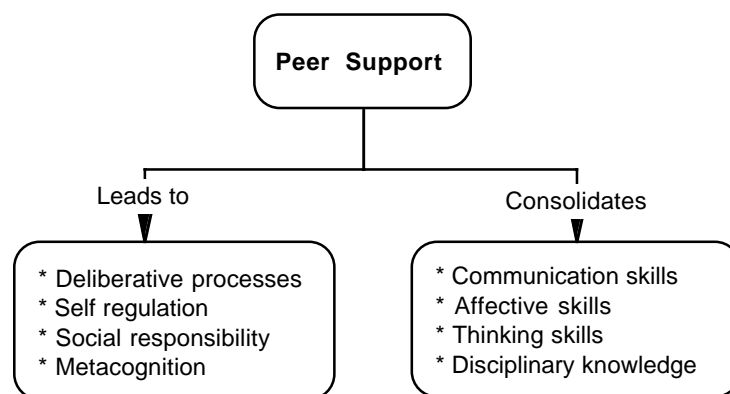 Peer Support
Leads to
Consolidates
* Deliberative processes
* Self regulation
* Social responsibility
* Metacognition
* Communication skills
* Affective skills
* Thinking skills
* Disciplinary knowledge